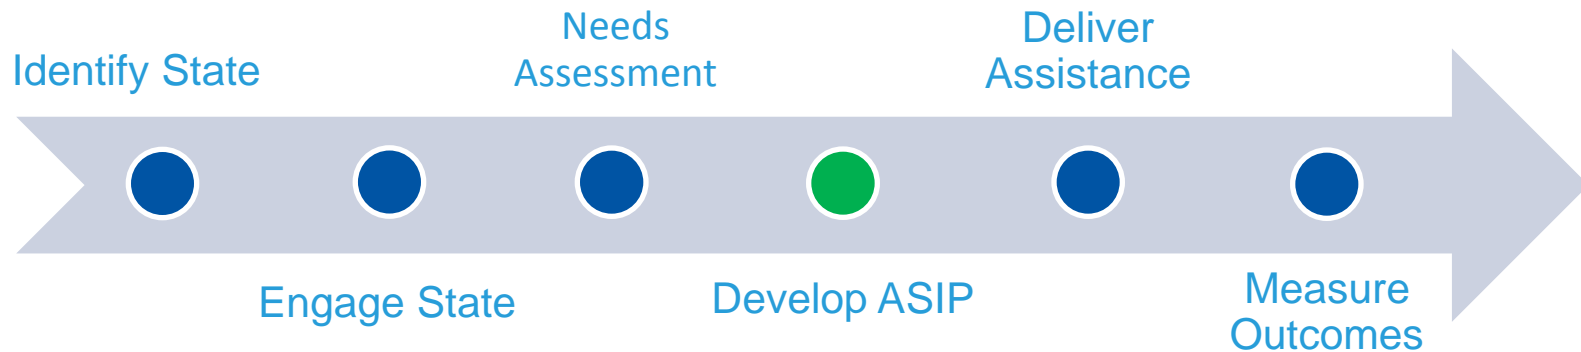 Identify State
Engage State
Needs
Assessment
Develop ASIP
Deliver
Assistance
Measure
Outcomes